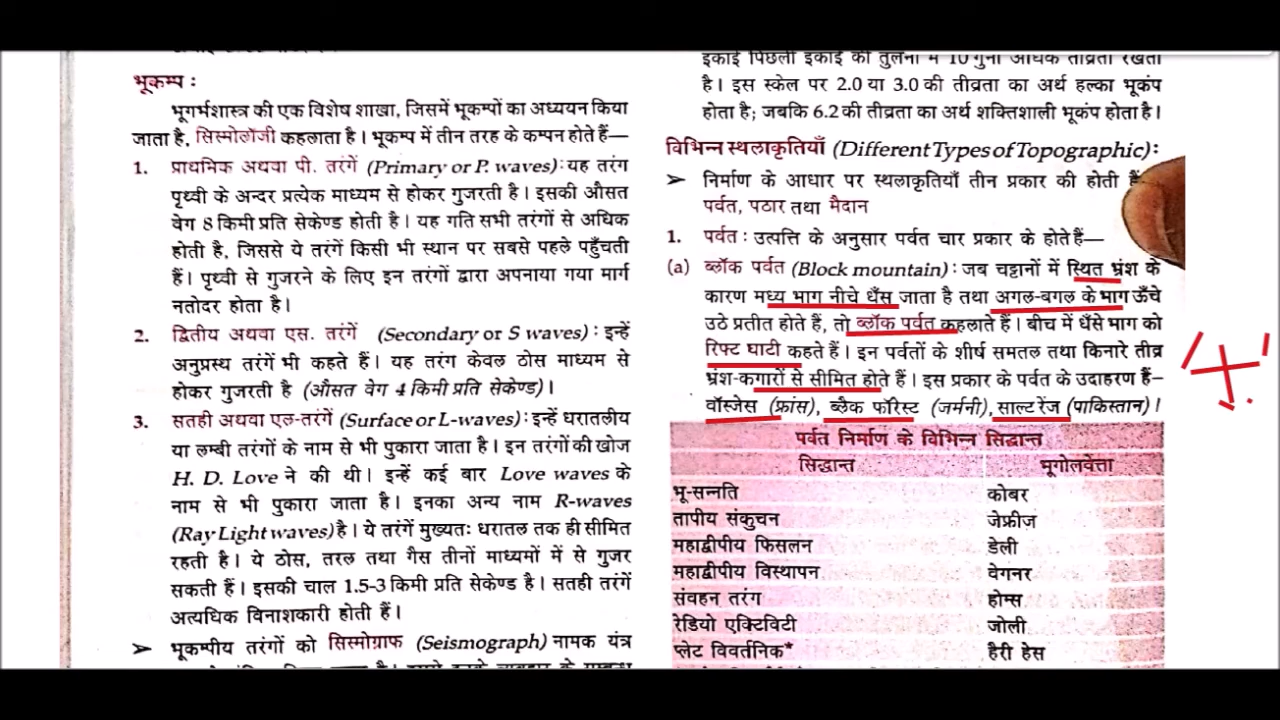 भूकम्प :
भूगर्भशास्त्र की एक विशेष शाखा, जिसमें भूकम्पों का अध्ययन किया
जाता है, सिस्मोलॉजी कहलाता है। भूकम्प में तीन तरह के कम्पन होते हैं—
1. प्राथमिक अथवा पी. तरंगें (Primary or P. waves) : यह तरंग
पृथ्वी के अन्दर प्रत्येक माध्यम से होकर गुजरती है। इसकी औसत
वेग 8 किमी प्रति सेकेण्ड होती है। यह गति सभी तरंगों से अधिक
होती है, जिससे ये तरंगें किसी भी स्थान पर सबसे पहले पहुँचती
हैं। पृथ्वी से गुजरने के लिए इन तरंगों द्वारा अपनाया गया मार्ग
नतोदर होता है।
2. द्वितीय अथवा एस. तरंगें (Secondary or S waves) : इन्हें
अनुप्रस्थ तरंगें भी कहते हैं। यह तरंग केवल ठोस माध्यम से
होकर गुजरती है (औसत वेग 4 किमी प्रति सेकेण्ड)।
3. सतही अथवा एल-तरंगें (Surface or L-waves) : इन्हें धरातलीय
या लम्बी तरंगों के नाम से भी पुकारा जाता है। इन तरंगों की खोज
H. D. Love ने की थी। इन्हें कई बार Love waves के
नाम से भी पुकारा जाता है। इनका अन्य नाम R-waves
(Ray Light waves) है। ये तरंगें मुख्यतः धरातल तक ही सीमित
रहती है। ये ठोस, तरल तथा गैस तीनों माध्यमों में से गुजर
सकती हैं। इसकी चाल 1.5-3 किमी प्रति सेकेण्ड है। सतही तरंगें
अत्यधिक विनाशकारी होती हैं।
➤ भूकम्पीय तरंगों को सिस्मोग्राफ (Seismograph) नामक यंत्र
इकाई पिछली इकाई की तुलना में 10 गुना अधिक तीव्रता रखता
है। इस स्केल पर 2.0 या 3.0 की तीव्रता का अर्थ हल्का भूकंप
होता है; जबकि 6.2 की तीव्रता का अर्थ शक्तिशाली भूकंप होता है।
विभिन्न स्थलाकृतियाँ (Different Types of Topographic) :
➤ निर्माण के आधार पर स्थलाकृतियाँ तीन प्रकार की होती हैं
पर्वत, पठार तथा मैदान
1. पर्वत : उत्पत्ति के अनुसार पर्वत चार प्रकार के होते हैं—
(a) ब्लॉक पर्वत (Block mountain) : जब चट्टानों में स्थित भ्रंश के
कारण मध्य भाग नीचे धँस जाता है तथा अगल-बगल के भाग ऊँचे
उठे प्रतीत होते हैं, तो ब्लॉक पर्वत कहलाते हैं। बीच में धँसे भाग को
रिफ्ट घाटी कहते हैं। इन पर्वतों के शीर्ष समतल तथा किनारे तीव्र
भ्रंश-कगारों से सीमित होते हैं। इस प्रकार के पर्वत के उदाहरण हैं–
वॉस्जेस (फ्रांस), ब्लैक फॉरेस्ट (जर्मनी), साल्ट रेंज (पाकिस्तान)।
पर्वत निर्माण के विभिन्न सिद्धान्त
सिद्धान्त भूगोलवेत्ता
भू-सन्नति कोबर
तापीय संकुचन जेफ्रीज़
महाद्वीपीय फिसलन डेली
महाद्वीपीय विस्थापन वेगनर
संवहन तरंग होम्स
रेडियो एक्टिविटी जोली
प्लेट विवर्तनिक* हैरी हेस